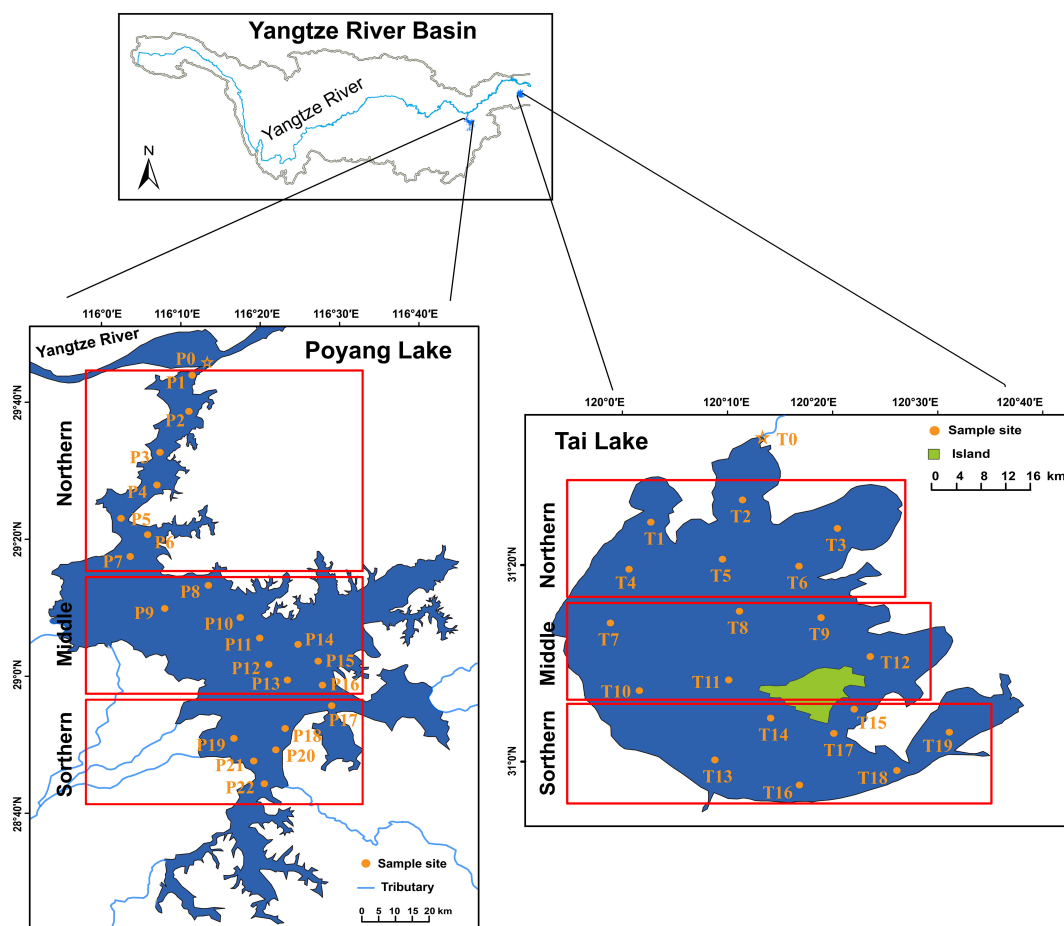 Yangtze River Basin
Yangtze River
N
116°0'E 116°10'E 116°20'E 116°30'E 116°40'E
Yangtze River
Poyang Lake
P0
P1
P2
P3
P4
P5
P6
P7
P8
P9
P10
P11
P12
P13
P14
P15
P16
P17
P18
P19
P20
P21
P22
Northern
Middle
Sorthern
29°40'N
29°20'N
29°0'N
28°40'N
Sample site
Tributary
0 5 10 20 km
120°0'E 120°10'E 120°20'E 120°30'E 120°40'E
Tai Lake
Sample site
Island
0 4 8 12 16 km
T0
T1
T2
T3
T4
T5
T6
T7
T8
T9
T10
T11
T12
T13
T14
T15
T16
T17
T18
T19
Northern
Middle
Sorthern
31°20'N
31°0'N